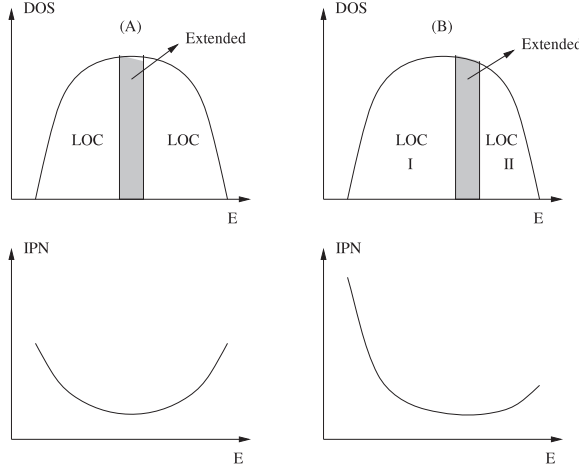 DOS
(A)
Extended
LOC
LOC
E
DOS
(B)
Extended
LOC
I
LOC
II
E
IPN
E
IPN
E